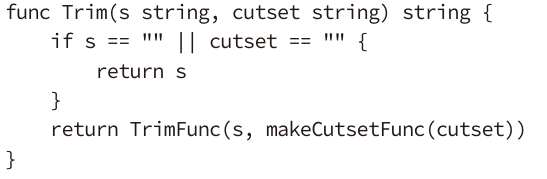 func Trim(s string, cutset string) string {
    if s == "" || cutset == "" {
        return s
    }
    return TrimFunc(s, makeCutsetFunc(cutset))
}